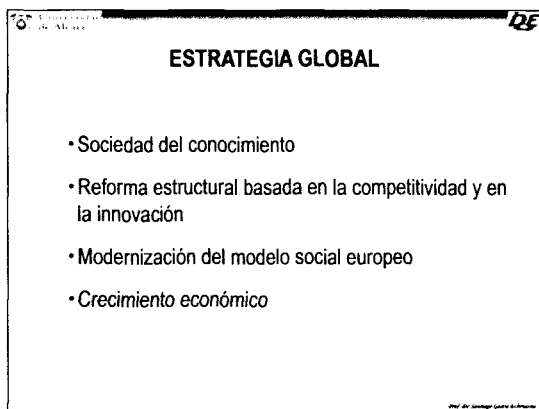 ESTRATEGIA GLOBAL
• Sociedad del conocimiento
• Reforma estructural basada en la competitividad y en
la innovación
• Modernización del modelo social europeo
• Crecimiento económico